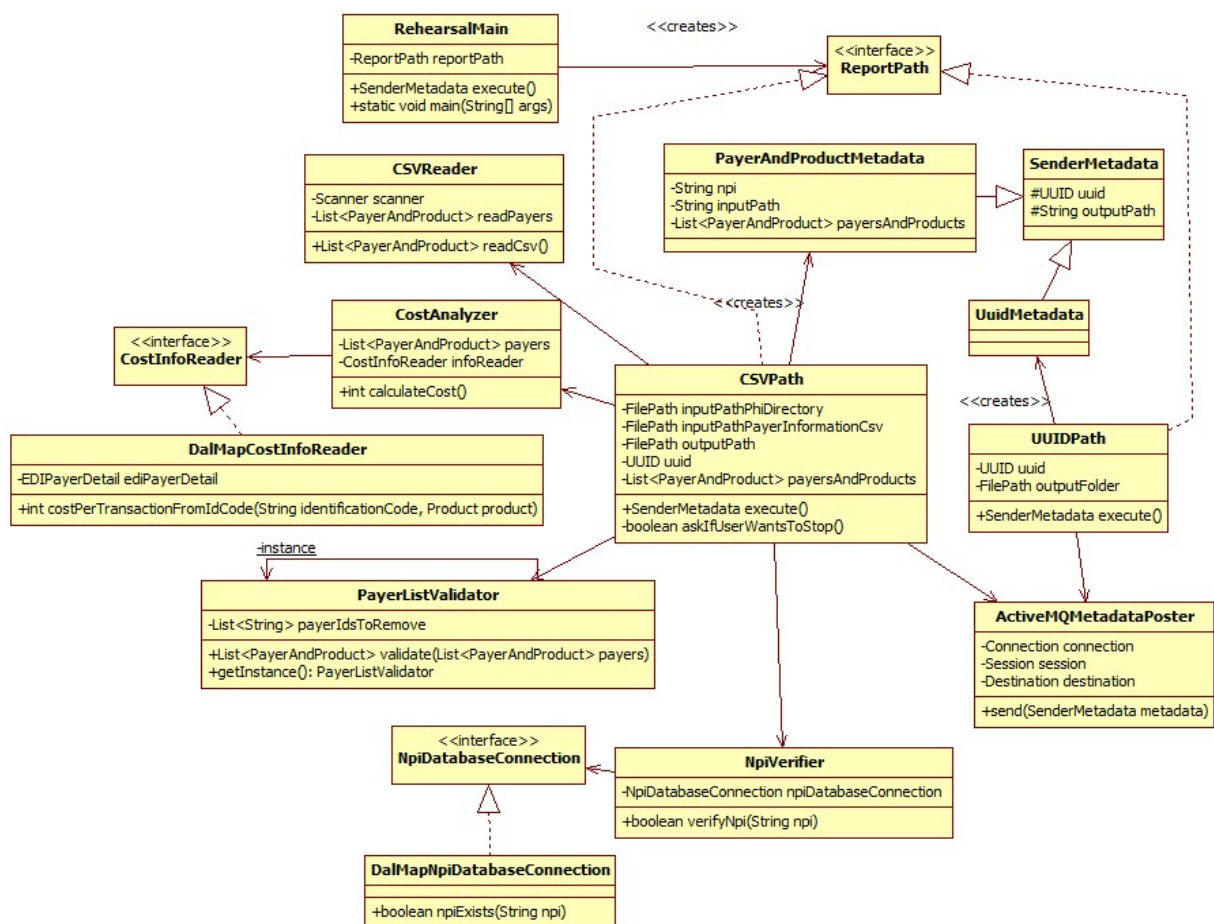 RehearsalMain
-ReportPath reportPath
+SenderMetadata execute()
+static void main(String[] args)
<<creates>>
<<interface>>
ReportPath
CSVReader
-Scanner scanner
-List<PayerAndProduct> readPayers
+List<PayerAndProduct> readCsv()
PayerAndProductMetadata
-String npi
-String inputPath
-List<PayerAndProduct> payersAndProducts
SenderMetadata
#UUID uuid
#String outputPath
<<interface>>
CostInfoReader
CostAnalyzer
-List<PayerAndProduct> payers
-CostInfoReader infoReader
+int calculateCost()
<<creates>>
UuidMetadata
DalMapCostInfoReader
-EDIPayerDetail ediPayerDetail
+int costPerTransactionFromIdCode(String identificationCode, Product product)
CSVPath
-FilePath inputPathPhiDirectory
-FilePath inputPathPayerInformationCsv
-FilePath outputPath
-UUID uuid
-List<PayerAndProduct> payersAndProducts
+SenderMetadata execute()
-boolean askIfUserWantsToStop()
<<creates>>
UUIDPath
-UUID uuid
-FilePath outputFolder
+SenderMetadata execute()
-instance
PayerListValidator
-List<String> payerIdsToRemove
+List<PayerAndProduct> validate(List<PayerAndProduct> payers)
+getInstance(): PayerListValidator
ActiveMQMetadataPoster
-Connection connection
-Session session
-Destination destination
+send(SenderMetadata metadata)
<<interface>>
NpiDatabaseConnection
NpiVerifier
-NpiDatabaseConnection npiDatabaseConnection
+boolean verifyNpi(String npi)
DalMapNpiDatabaseConnection
+boolean npiExists(String npi)